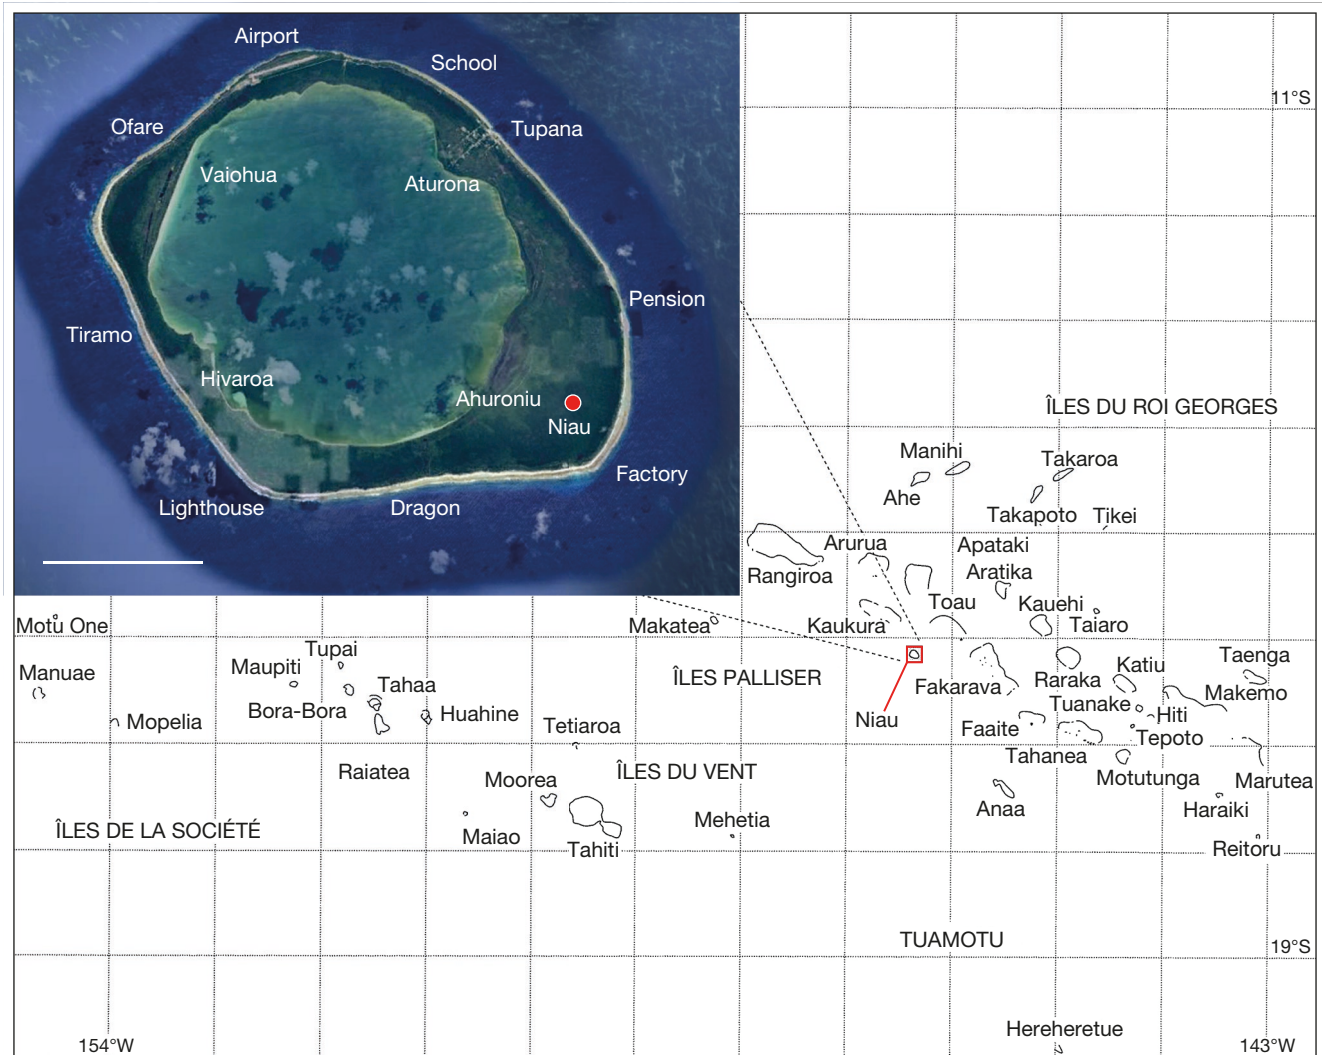 Airport
School
11°S
Ofare
Tupana
Vaiohua
Aturona
Pension
Tiramo
Hivaroa
Ahuroniu
Niau
ÎLES DU ROI GEORGES
Manihi
Takaroa
Factory
Ahe
Lighthouse
Dragon
Takapoto
Tikei
Arurua
Apataki
Rangiroa
Aratika
Toau
Kauehi
Motu One
Makatea
Kaukura
Taiaro
Tupai
Maupiti
Taenga
Manuae
ÎLES PALLISER
Katiu
Tahaa
Fakarava
Raraka
Makemo
Bora-Bora
Huahine
Tuanake
Mopelia
Niau
Hiti
Tetiaroa
Faaite
Tepoto
Raiatea
ÎLES DU VENT
Tahanea
Moorea
Motutunga
Marutea
Anaa
Haraiki
Mehetia
ÎLES DE LA SOCIÉTÉ
Maiao
Tahiti
Reitoru
TUAMOTU
19°S
Hereheretue
154°W
143°W